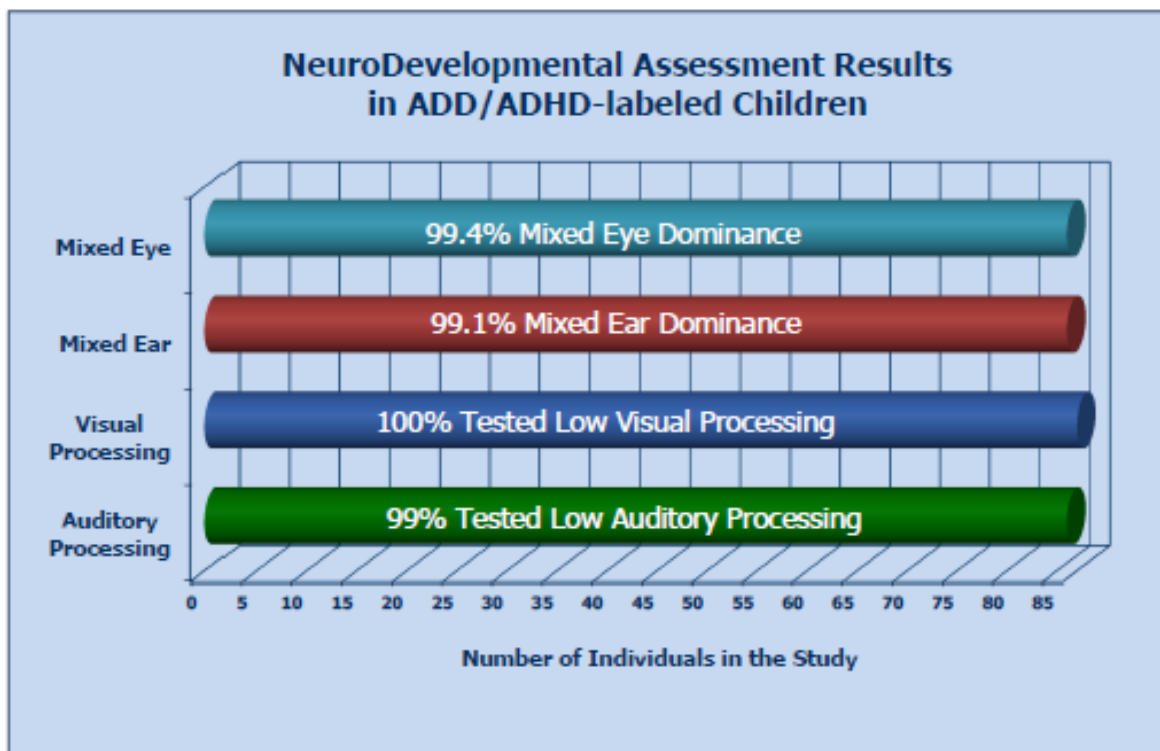 NeuroDevelopmental Assessment Results
in ADD/ADHD-labeled Children
Mixed Eye
99.4% Mixed Eye Dominance
Mixed Ear
99.1% Mixed Ear Dominance
Visual
Processing
100% Tested Low Visual Processing
Auditory
Processing
99% Tested Low Auditory Processing
0 5 10 15 20 25 30 35 40 45 50 55 60 65 70 75 80 85
Number of Individuals in the Study